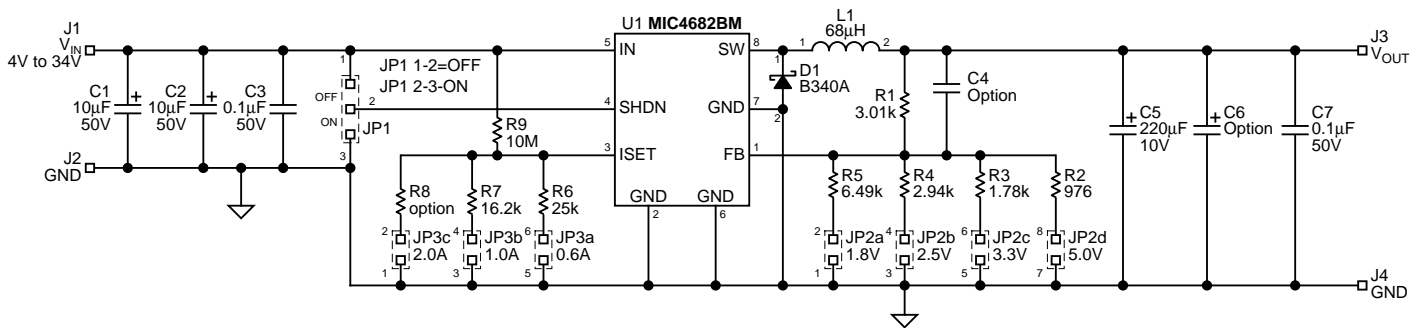 U1 MIC4682BM
J1
VIN
4V to 34V
C1
10µF
50V
+
C2
10µF
50V
+
C3
0.1µF
50V
J2
GND
1
OFF
ON
2
3
JP1
JP1 1-2=OFF
JP1 2-3-ON
R9
10M
R8
option
R7
16.2k
R6
25k
2
JP3c
2.0A
1
4
JP3b
1.0A
3
6
JP3a
0.6A
5
5
IN
4
SHDN
3
ISET
SW
8
GND
7
FB
1
GND
2
GND
6
L1
68µH
1
2
1
D1
B340A
2
R1
3.01k
C4
Option
R5
6.49k
R4
2.94k
R3
1.78k
R2
976
2
JP2a
1.8V
1
4
JP2b
2.5V
3
6
JP2c
3.3V
5
8
JP2d
5.0V
7
+
C5
220µF
10V
+
C6
Option
C7
0.1µF
50V
J3
VOUT
J4
GND